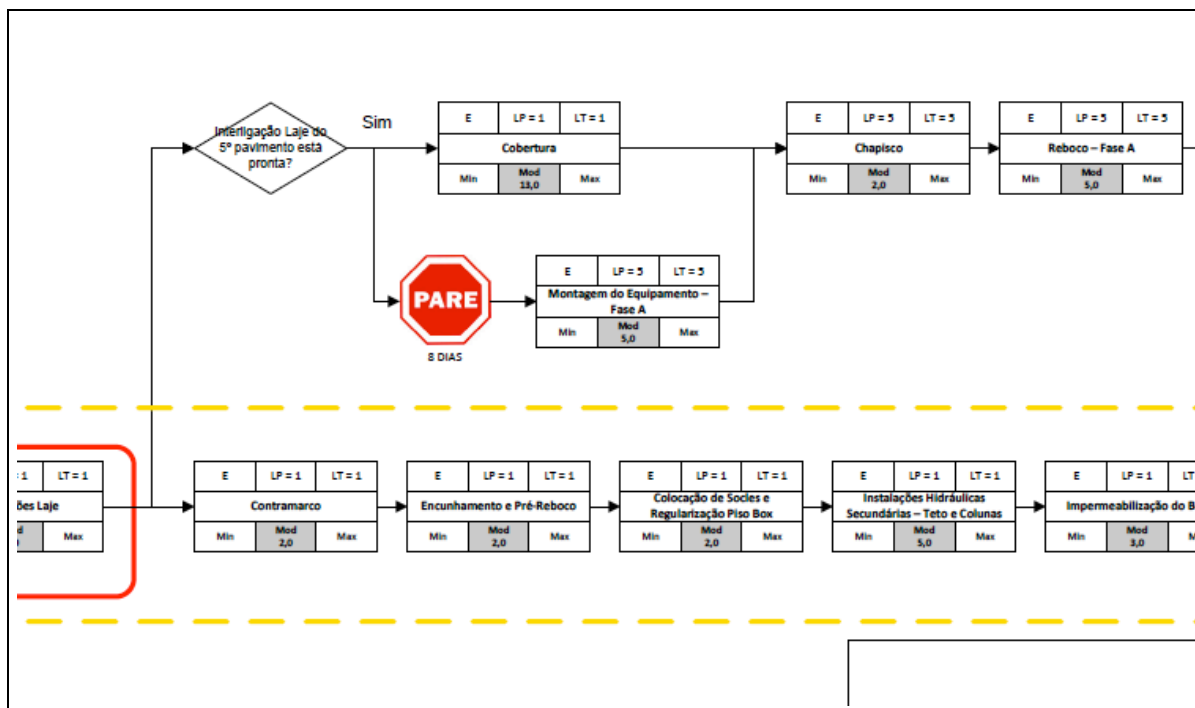 Interligação Laje do
5º pavimento está
pronta?
Sim
E LP = 1 LT = 1
Cobertura
Min Mod 13,0 Max
E LP = 5 LT = 5
Chapisco
Min Mod 2,0 Max
E LP = 5 LT = 5
Reboco – Fase A
Min Mod 5,0 Max
PARE
8 DIAS
E LP = 5 LT = 5
Montagem do Equipamento –
Fase A
Min Mod 5,0 Max
LT = 1
Laje
Max
E LP = 1 LT = 1
Contramarco
Min Mod 2,0 Max
E LP = 1 LT = 1
Encunhamento e Pré-Reboco
Min Mod 2,0 Max
E LP = 1 LT = 1
Colocação de Socles e
Regularização Piso Box
Min Mod 2,0 Max
E LP = 1 LT = 1
Instalações Hidráulicas
Secundárias – Teto e Colunas
Min Mod 5,0 Max
E LP = 1 LT
Impermeabilização do B
Min Mod 3,0